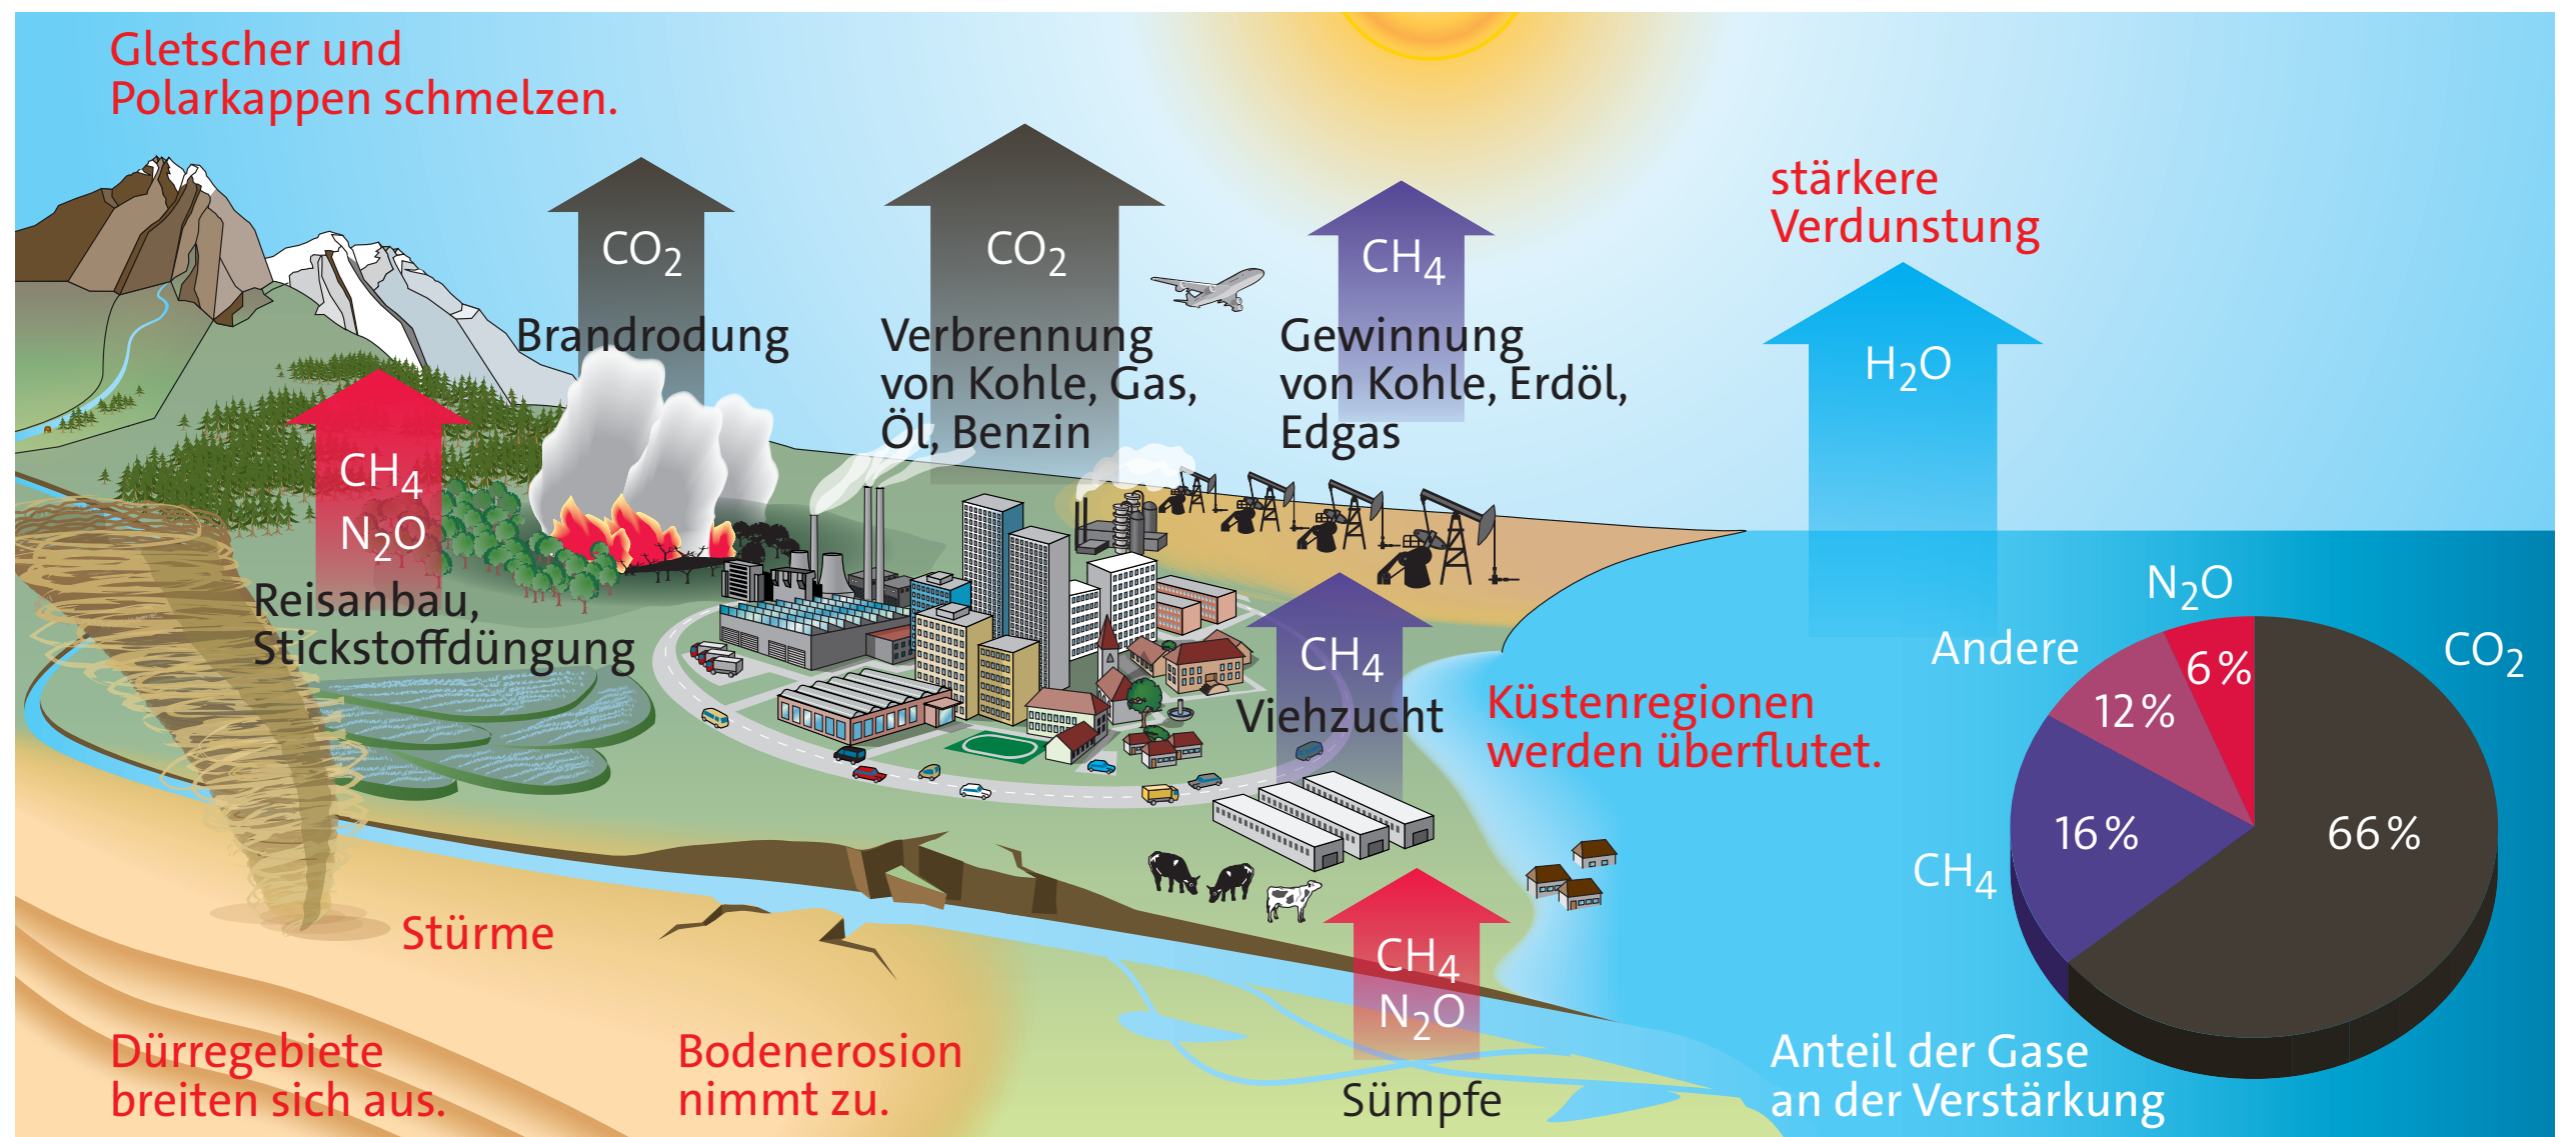 Gletscher und
Polarkappen schmelzen.
CO₂
Brandrodung
CO₂
Verbrennung
von Kohle, Gas,
Öl, Benzin
CH₄
Gewinnung
von Kohle, Erdöl,
Edgas
stärkere
Verdunstung
H₂O
CH₄
N₂O
Reisanbau,
Stickstoffdüngung
CH₄
Viehzucht
Küstenregionen
werden überflutet.
N₂O
6 %
Andere
12 %
CO₂
66 %
CH₄
16 %
Anteil der Gase
an der Verstärkung
Stürme
Dürregebiete
breiten sich aus.
Bodenerosion
nimmt zu.
CH₄
N₂O
Sümpfe